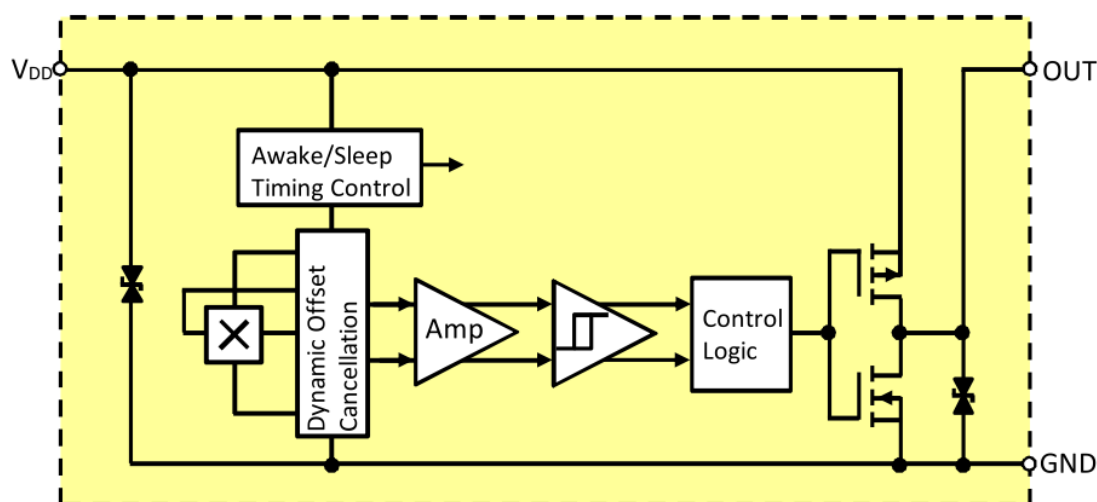 VDD
OUT
Awake/Sleep
Timing Control
Dynamic Offset
Cancellation
Amp
Control
Logic
GND